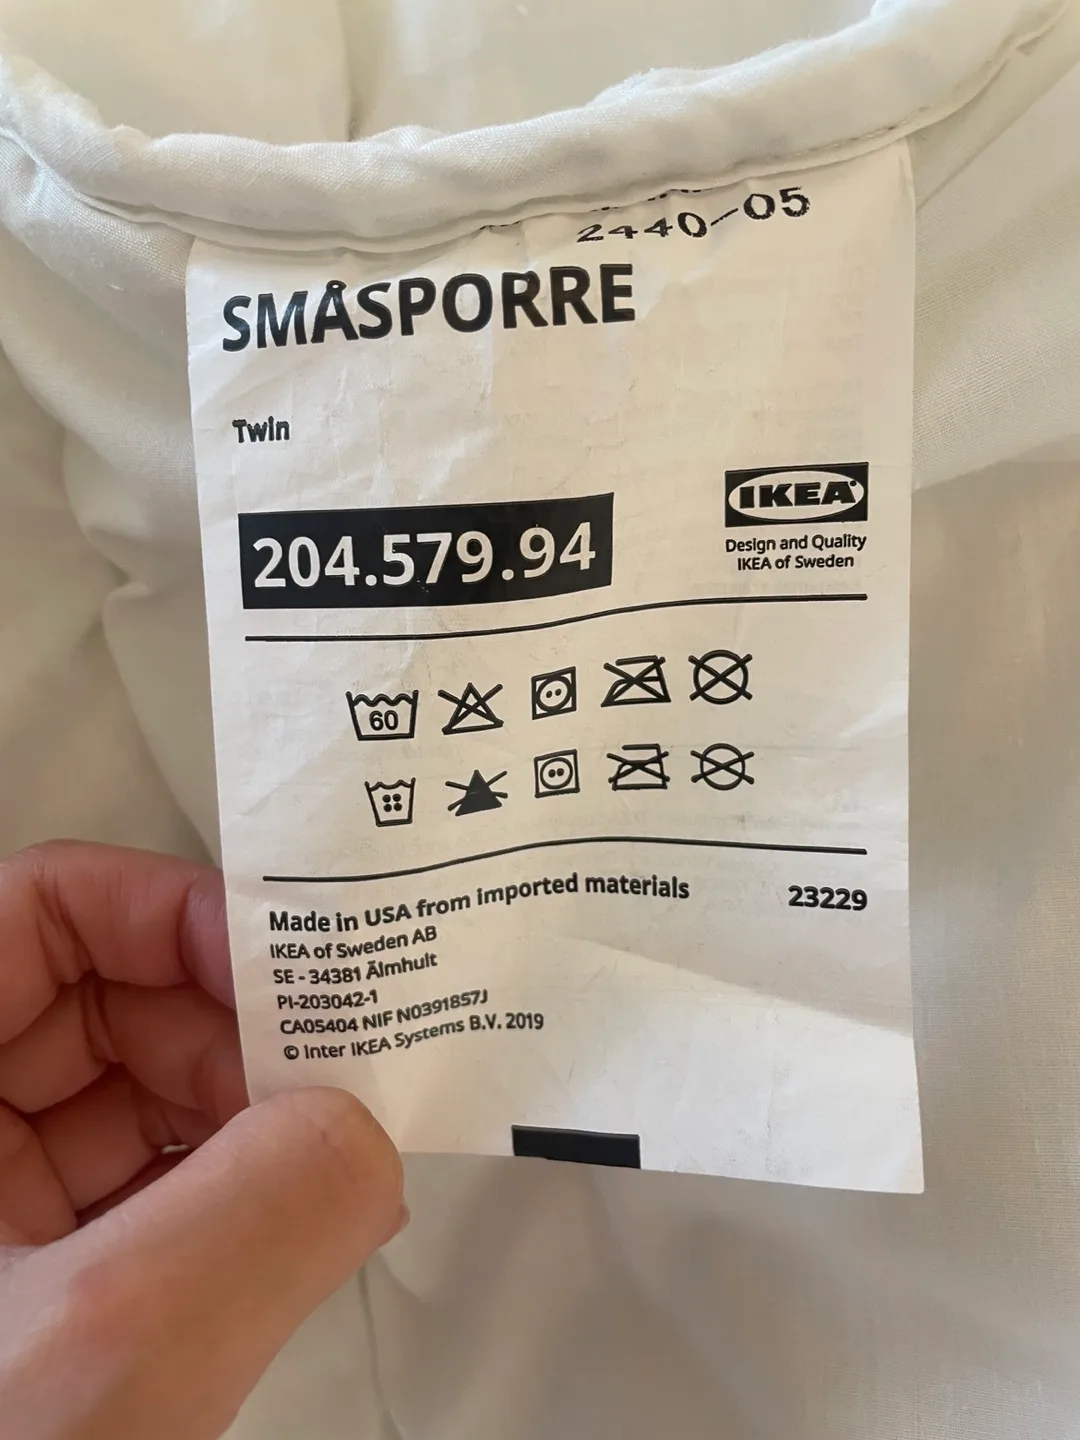 2440-05
SMÅSPORRE
Twin
204.579.94
IKEA
Design and Quality
IKEA of Sweden
60
Made in USA from imported materials
23229
IKEA of Sweden AB
SE - 34381 Älmhult
PI-203042-1
CA05404 NIF N0391857J
© Inter IKEA Systems B.V. 2019